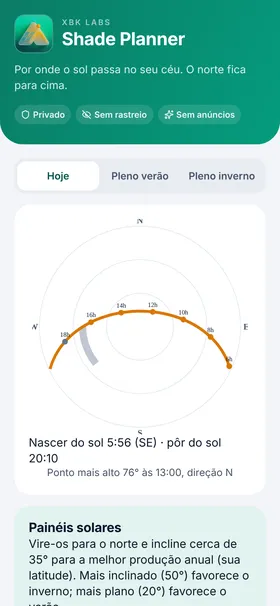 XBK LABS
Shade Planner
Por onde o sol passa no seu céu. O norte fica
para cima.
Privado
Sem rastreio
Sem anúncios
Hoje
Pleno verão
Pleno inverno
N
14h
12h
16h
10h
18h
8h
E
6h
S
Nascer do sol 5:56 (SE) · pôr do sol
20:10
Ponto mais alto 76° às 13:00, direção N
Painéis solares
Vire-os para o norte e incline cerca de
35° para a melhor produção anual (sua
latitude). Mais inclinado (50°) favorece o
inverno; mais plano (20°) favorece o
verão.